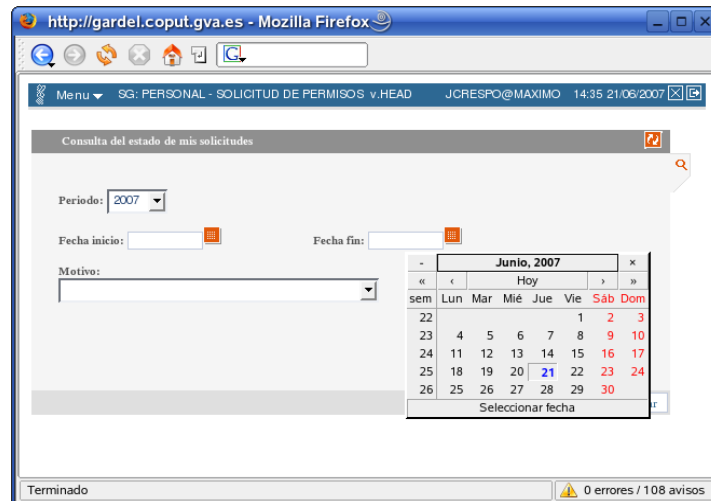 http://gardel.coput.gva.es - Mozilla Firefox
G
Menu SG: PERSONAL - SOLICITUD DE PERMISOS v.HEAD JCRESPO@MAXIMO 14:35 21/06/2007
Consulta del estado de mis solicitudes
Periodo: 2007
Fecha inicio: Fecha fin:
Motivo:
- Junio, 2007 ×
« ‹ Hoy › »
sem Lun Mar Mié Jue Vie Sáb Dom
22 1 2 3
23 4 5 6 7 8 9 10
24 11 12 13 14 15 16 17
25 18 19 20 21 22 23 24
26 25 26 27 28 29 30
Seleccionar fecha
Terminado 0 errores / 108 avisos